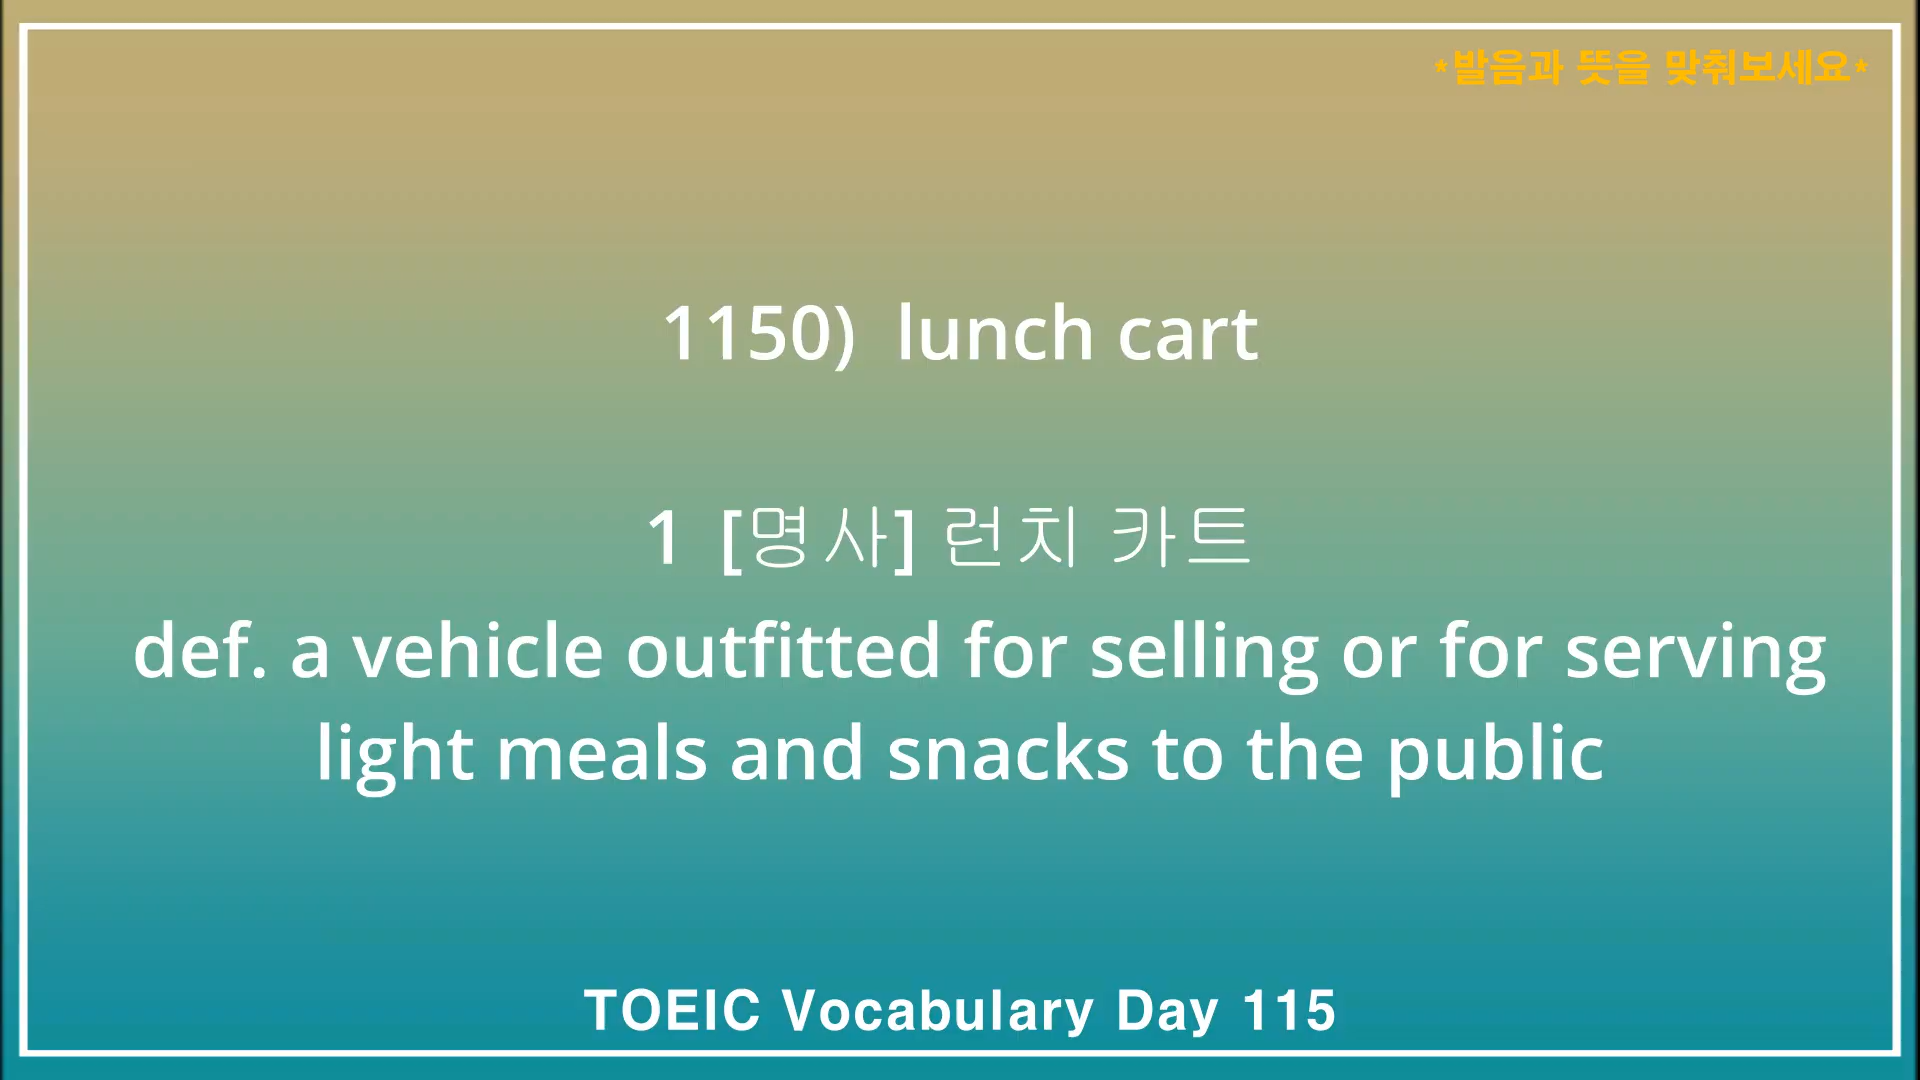 *발음과 뜻을 맞춰보세요*
1150) lunch cart
1 [명사] 런치 카트
def. a vehicle outfitted for selling or for serving
light meals and snacks to the public
TOEIC Vocabulary Day 115